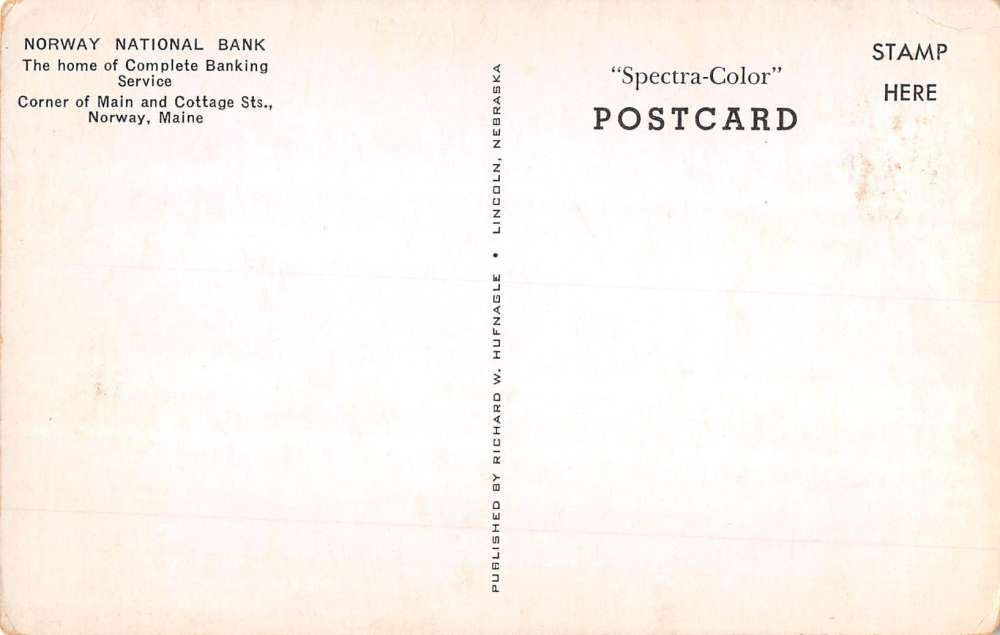 NORWAY NATIONAL BANK
The home of Complete Banking
Service
Corner of Main and Cottage Sts.,
Norway, Maine
PUBLISHED BY RICHARD W. HUFNAGLE • LINCOLN, NEBRASKA
“Spectra-Color”
POSTCARD
STAMP
HERE